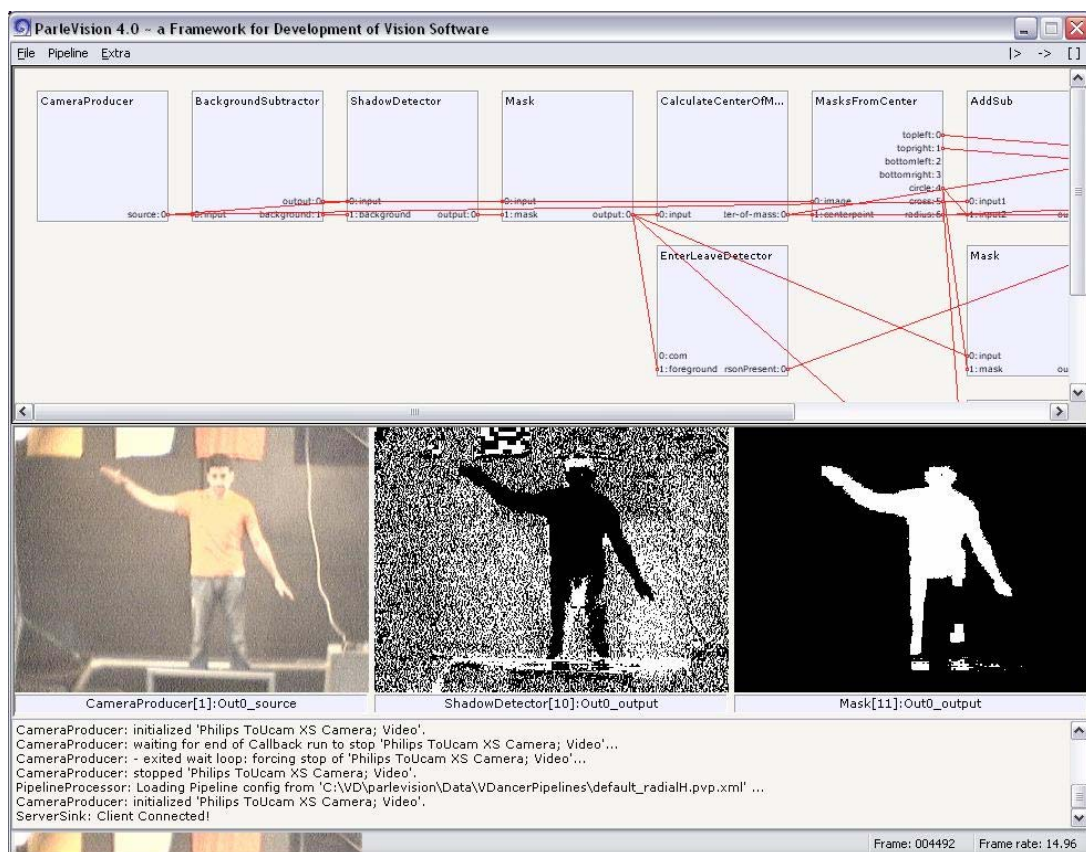 ParleVision 4.0 ~ a Framework for Development of Vision Software
File Pipeline Extra |> -> []
CameraProducer
source:0
BackgroundSubtractor
output:0
0:input
background:1
ShadowDetector
0:input
1:background
output:0
Mask
0:input
1:mask
output:0
CalculateCenterOfM...
0:input
ter-of-mass:0
MasksFromCenter
topleft:0
topright:1
bottomleft:2
bottomright:3
circle:4
0:image
cross:5
1:centerpoint
radius:6
AddSub
0:input1
1:input2
ou
EnterLeaveDetector
0:com
1:foreground
rsonPresent:0
Mask
0:input
1:mask
ou
CameraProducer[1]:Out0_source
ShadowDetector[10]:Out0_output
Mask[11]:Out0_output
CameraProducer: initialized 'Philips ToUcam XS Camera; Video'.
CameraProducer: waiting for end of Callback run to stop 'Philips ToUcam XS Camera; Video'...
CameraProducer: - exited wait loop: forcing stop of 'Philips ToUcam XS Camera; Video'...
CameraProducer: stopped 'Philips ToUcam XS Camera; Video'.
PipelineProcessor: Loading Pipeline config from 'C:\VD\parlevision\Data\VDancerPipelines\default_radialH.pvp.xml' ...
CameraProducer: initialized 'Philips ToUcam XS Camera; Video'.
ServerSink: Client Connected!
Frame: 004492 Frame rate: 14.96